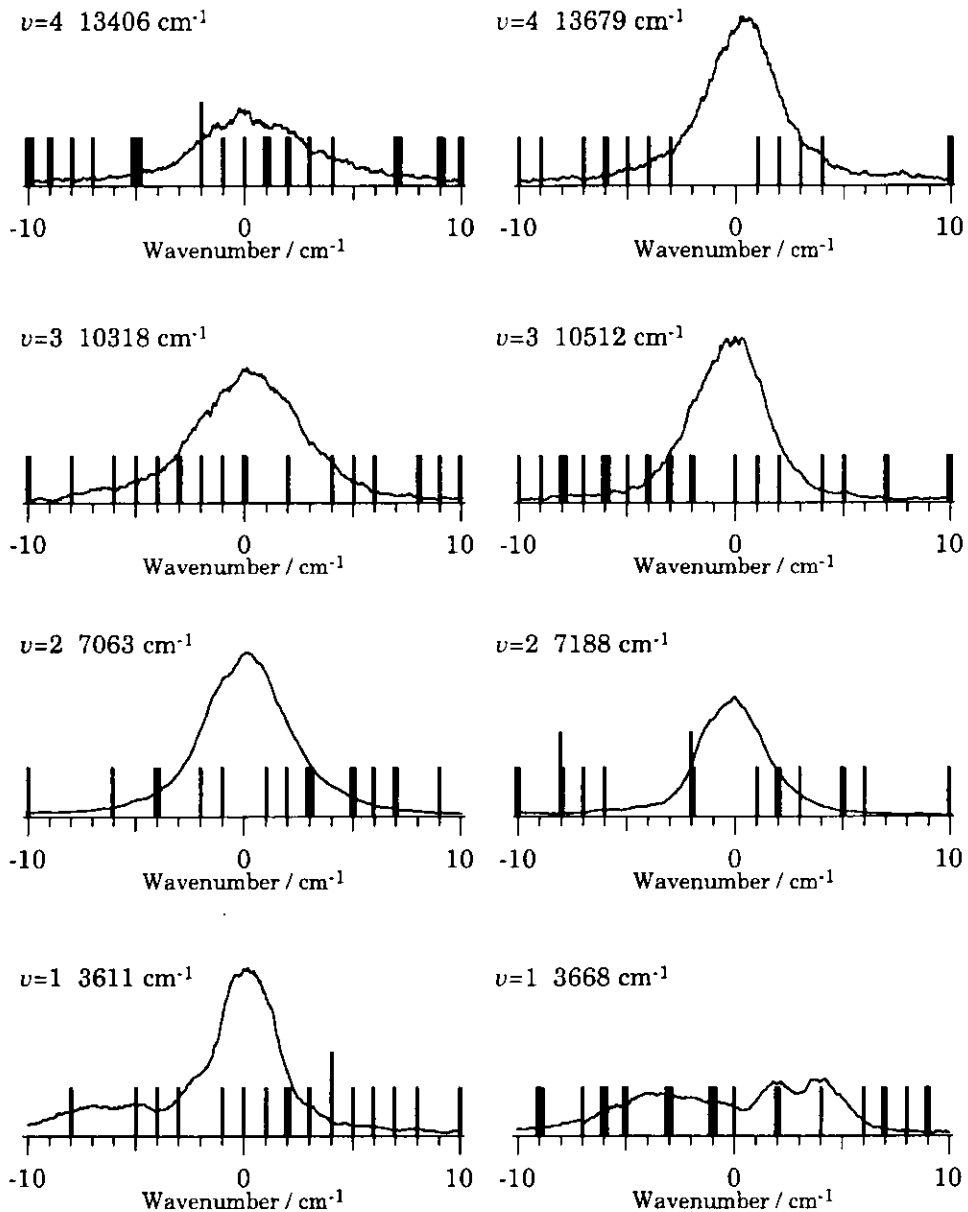 v=4 13406 cm-1
-10 0 10
Wavenumber / cm-1
v=4 13679 cm-1
-10 0 10
Wavenumber / cm-1
v=3 10318 cm-1
-10 0 10
Wavenumber / cm-1
v=3 10512 cm-1
-10 0 10
Wavenumber / cm-1
v=2 7063 cm-1
-10 0 10
Wavenumber / cm-1
v=2 7188 cm-1
-10 0 10
Wavenumber / cm-1
v=1 3611 cm-1
-10 0 10
Wavenumber / cm-1
v=1 3668 cm-1
-10 0 10
Wavenumber / cm-1